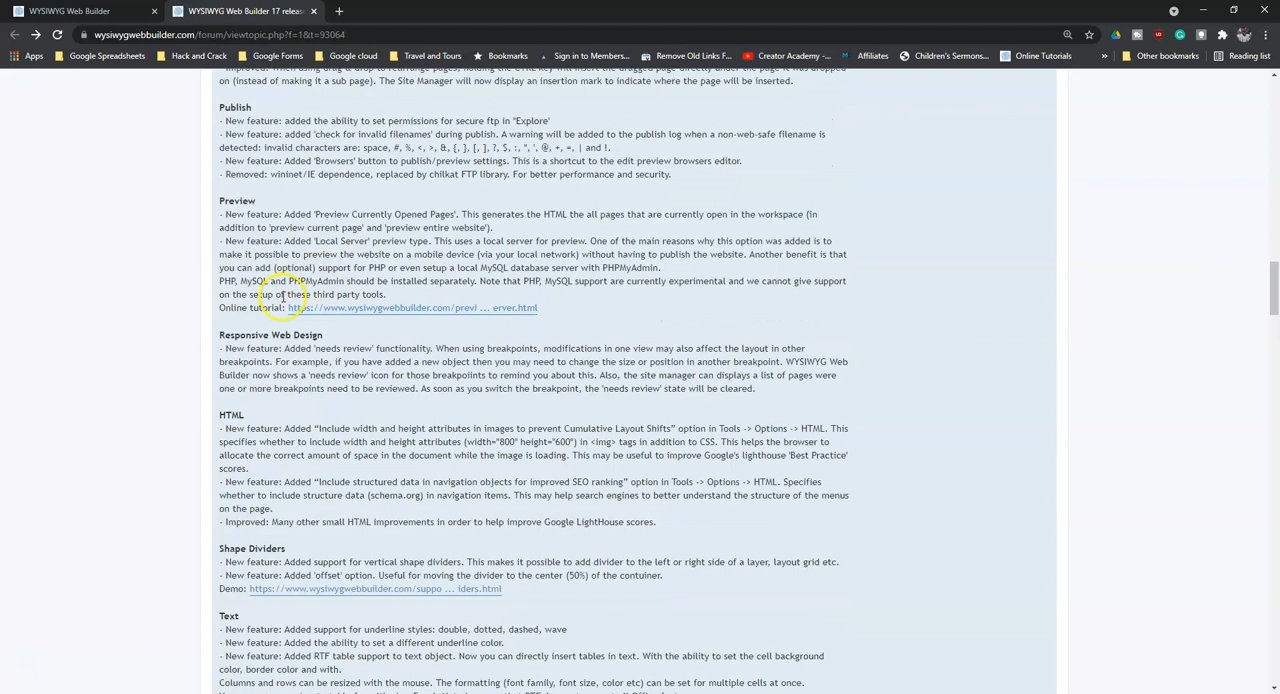 WYSIWYG Web Builder
WYSIWYG Web Builder 17 releas
wysiwygwebbuilder.com/forum/viewtopic.php?f=1&t=93064
Apps
Google Spreadsheets
Hack and Crack
Google Forms
Google cloud
Travel and Tours
Bookmarks
Sign in to Members...
Remove Old Links F...
Creator Academy -...
Affiliates
Children's Sermons...
Online Tutorials
»
Other bookmarks
Reading list
on (instead of making it a sub page). The Site Manager will now display an insertion mark to indicate where the page will be inserted.
Publish
- New feature: added the ability to set permissions for secure ftp in "Explore'
- New feature: added 'check for invalid filenames' during publish. A warning will be added to the publish log when a non-web-safe filename is
detected: invalid characters are: space, #, %, <, >, &, {, }, [, ], ?, $, :, ", ', @, +, =, | and !.
- New feature: Added 'Browsers' button to publish/preview settings. This is a shortcut to the edit preview browsers editor.
- Removed: wininet/IE dependence, replaced by chilkat FTP library. For better performance and security.
Preview
- New feature: Added 'Preview Currently Opened Pages'. This generates the HTML the all pages that are currently open in the workspace (in
addition to 'preview current page' and 'preview entire website').
- New feature: Added 'Local Server' preview type. This uses a local server for preview. One of the main reasons why this option was added is to
make it possible to preview the website on a mobile device (via your local network) without having to publish the website. Another benefit is that
you can add (optional) support for PHP or even setup a local MySQL database server with PHPMyAdmin.
PHP, MySQL and PHPMyAdmin should be installed separately. Note that PHP, MySQL support are currently experimental and we cannot give support
on the setup of these third party tools.
Online tutorial: https://www.wysiwygwebbuilder.com/previ ... erver.html
Responsive Web Design
- New feature: Added 'needs review' functionality. When using breakpoints, modifications in one view may also affect the layout in other
breakpoints. For example, if you have added a new object then you may need to change the size or position in another breakpoint. WYSIWYG Web
Builder now shows a 'needs review' icon for those breakpoiints to remind you about this. Also, the site manager can displays a list of pages were
one or more breakpoints need to be reviewed. As soon as you switch the breakpoint, the 'needs review' state will be cleared.
HTML
- New feature: Added “Include width and height attributes in images to prevent Cumulative Layout Shifts” option in Tools -> Options -> HTML. This
specifies whether to include width and height attributes (width="800" height="600") in <img> tags in addition to CSS. This helps the browser to
allocate the correct amount of space in the document while the image is loading. This may be useful to improve Google's lighthouse 'Best Practice'
scores.
- New feature: Added “Include structured data in navigation objects for improved SEO ranking” option in Tools -> Options -> HTML. Specifies
whether to include structure data (schema.org) in navigation items. This may help search engines to better understand the structure of the menus
on the page.
- Improved: Many other small HTML improvements in order to help improve Google LightHouse scores.
Shape Dividers
- New feature: Added support for vertical shape dividers. This makes it possible to add divider to the left or right side of a layer, layout grid etc.
- New feature: Added 'offset' option. Useful for moving the divider to the center (50%) of the container.
Demo: https://www.wysiwygwebbuilder.com/suppo ... iders.html
Text
- New feature: Added support for underline styles: double, dotted, dashed, wave
- New feature: Added the ability to set a different underline color.
- New feature: Added RTF table support to text object. Now you can directly insert tables in text. With the ability to set the cell background
color, border color and with.
Columns and rows can be resized with the mouse. The formatting (font family, font size, color etc) can be set for multiple cells at once.